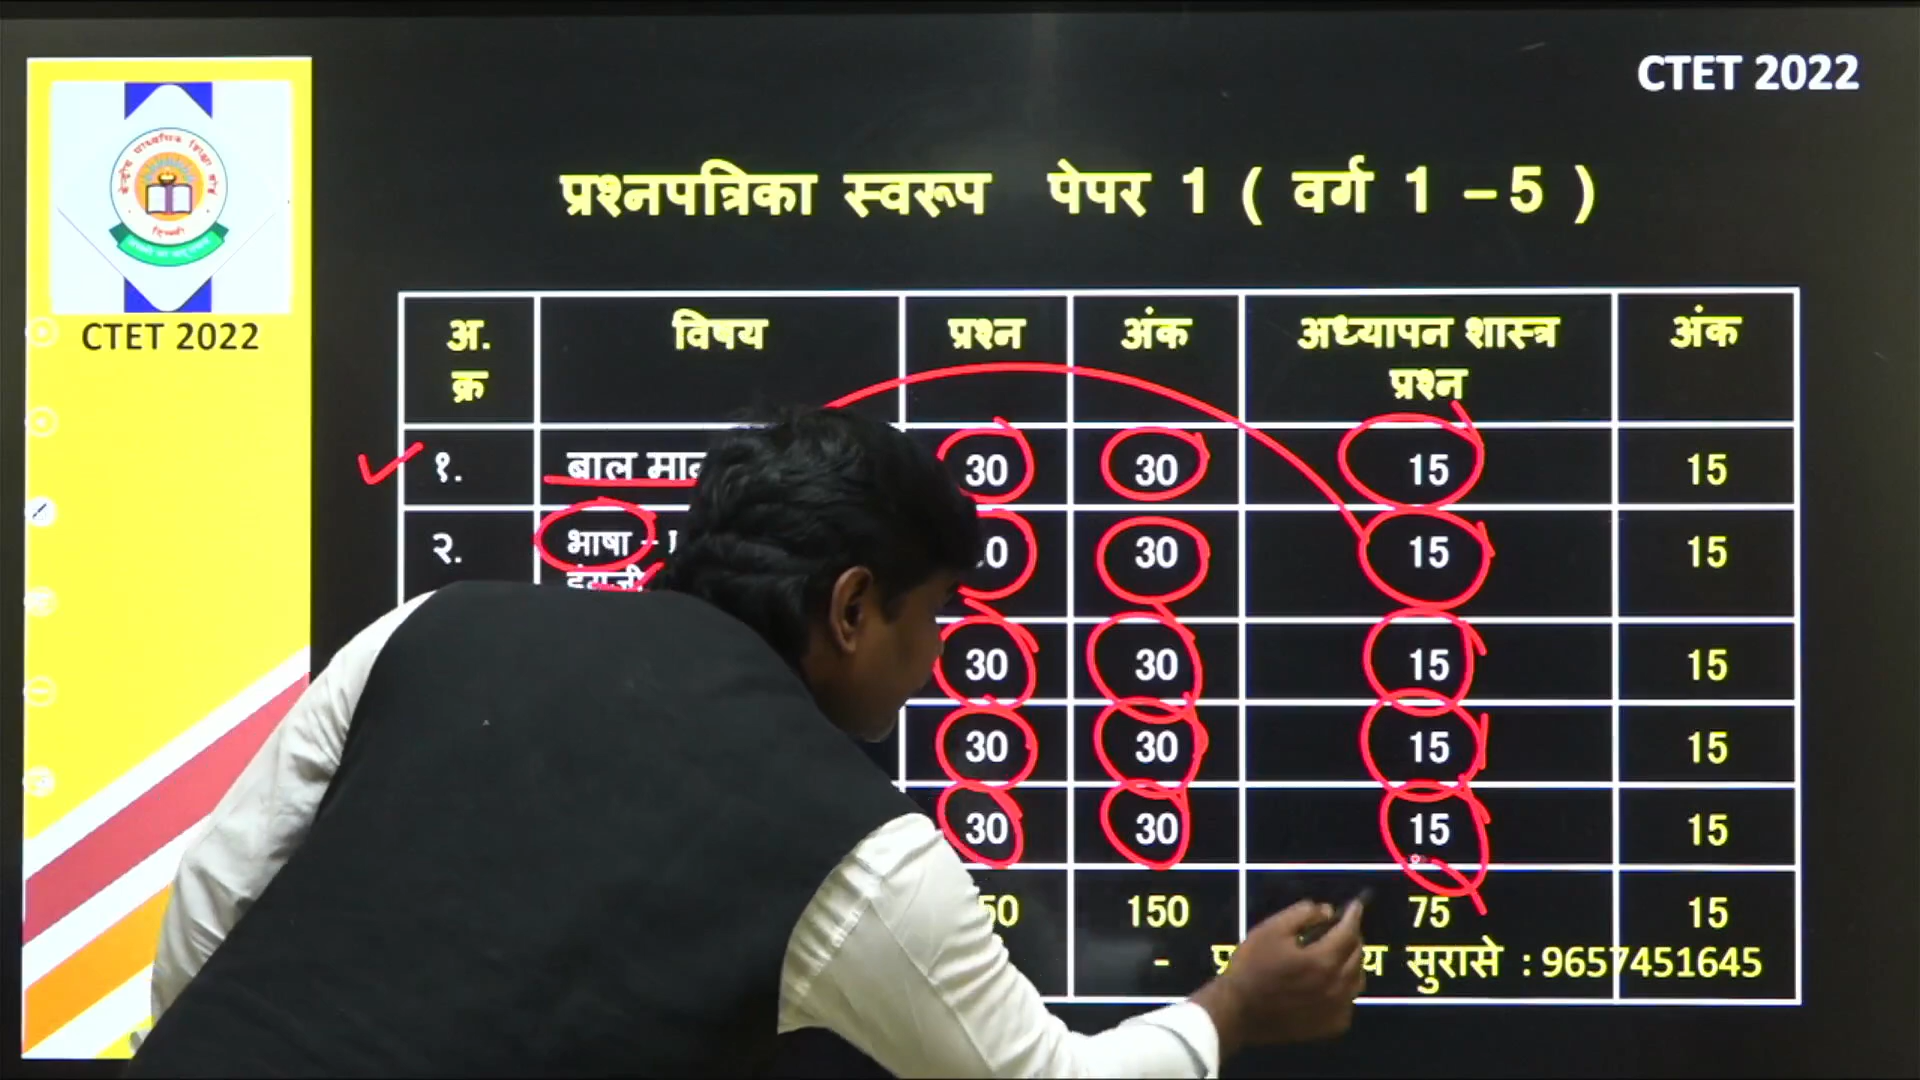 CTET 2022
केन्द्रीय माध्यमिक शिक्षा बोर्ड
दिल्ली
CTET 2022
प्रश्नपत्रिका स्वरूप पेपर 1 ( वर्ग 1 – 5 )
अ. क्र विषय प्रश्न अंक अध्यापन शास्त्र प्रश्न अंक
१. बाल 30 30 15 15
२. भाषा - 30 15 15
इंग्रजी
30 30 15 15
30 30 15 15
30 30 15 15
150 75 15
- सुरासे : 9657451645